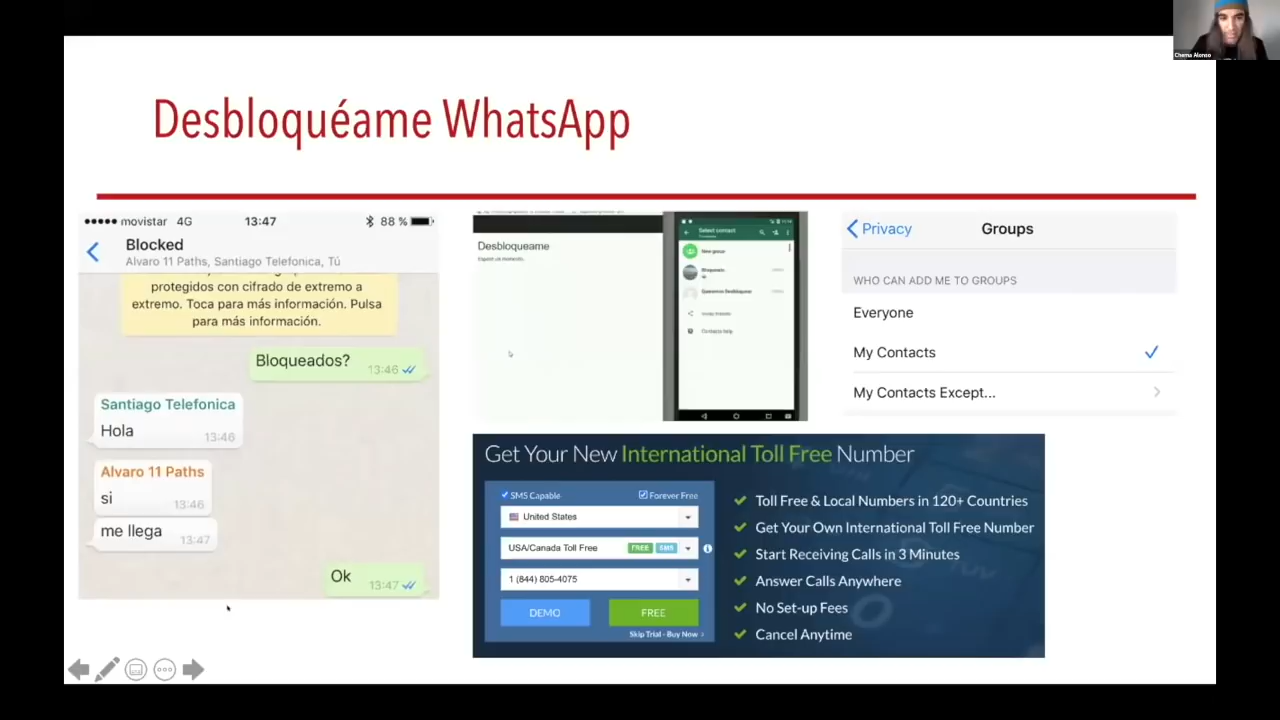 Chema Alonso
Desbloquéame WhatsApp
movistar 4G 13:47 88 %
Blocked
Alvaro 11 Paths, Santiago Telefonica, Tú
protegidos con cifrado de extremo a
extremo. Toca para más información. Pulsa
para más información.
Bloqueados?
13:46
Santiago Telefonica
Hola
13:46
Alvaro 11 Paths
si
13:46
me llega
13:47
Ok
13:47
Desbloqueame
Select contact
New group
Contacts help
Privacy
Groups
WHO CAN ADD ME TO GROUPS
Everyone
My Contacts
My Contacts Except...
Get Your New International Toll Free Number
SMS Capable
Forever Free
United States
USA/Canada Toll Free FREE SMS
1 (844) 805-4075
DEMO
FREE
Skip Trial - Buy Now
Toll Free & Local Numbers in 120+ Countries
Get Your Own International Toll Free Number
Start Receiving Calls in 3 Minutes
Answer Calls Anywhere
No Set-up Fees
Cancel Anytime